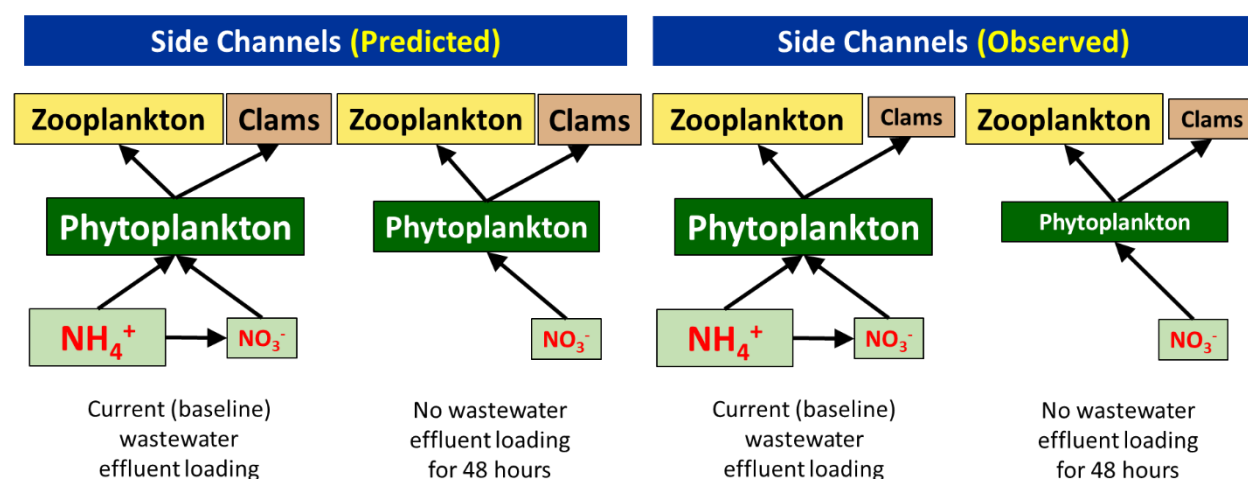 Side Channels (Predicted)
Zooplankton
Clams
Phytoplankton
NH₄⁺
NO₃⁻
Current (baseline)
wastewater
effluent loading
Zooplankton
Clams
Phytoplankton
NO₃⁻
No wastewater
effluent loading
for 48 hours
Side Channels (Observed)
Zooplankton
Clams
Phytoplankton
NH₄⁺
NO₃⁻
Current (baseline)
wastewater
effluent loading
Zooplankton
Clams
Phytoplankton
NO₃⁻
No wastewater
effluent loading
for 48 hours